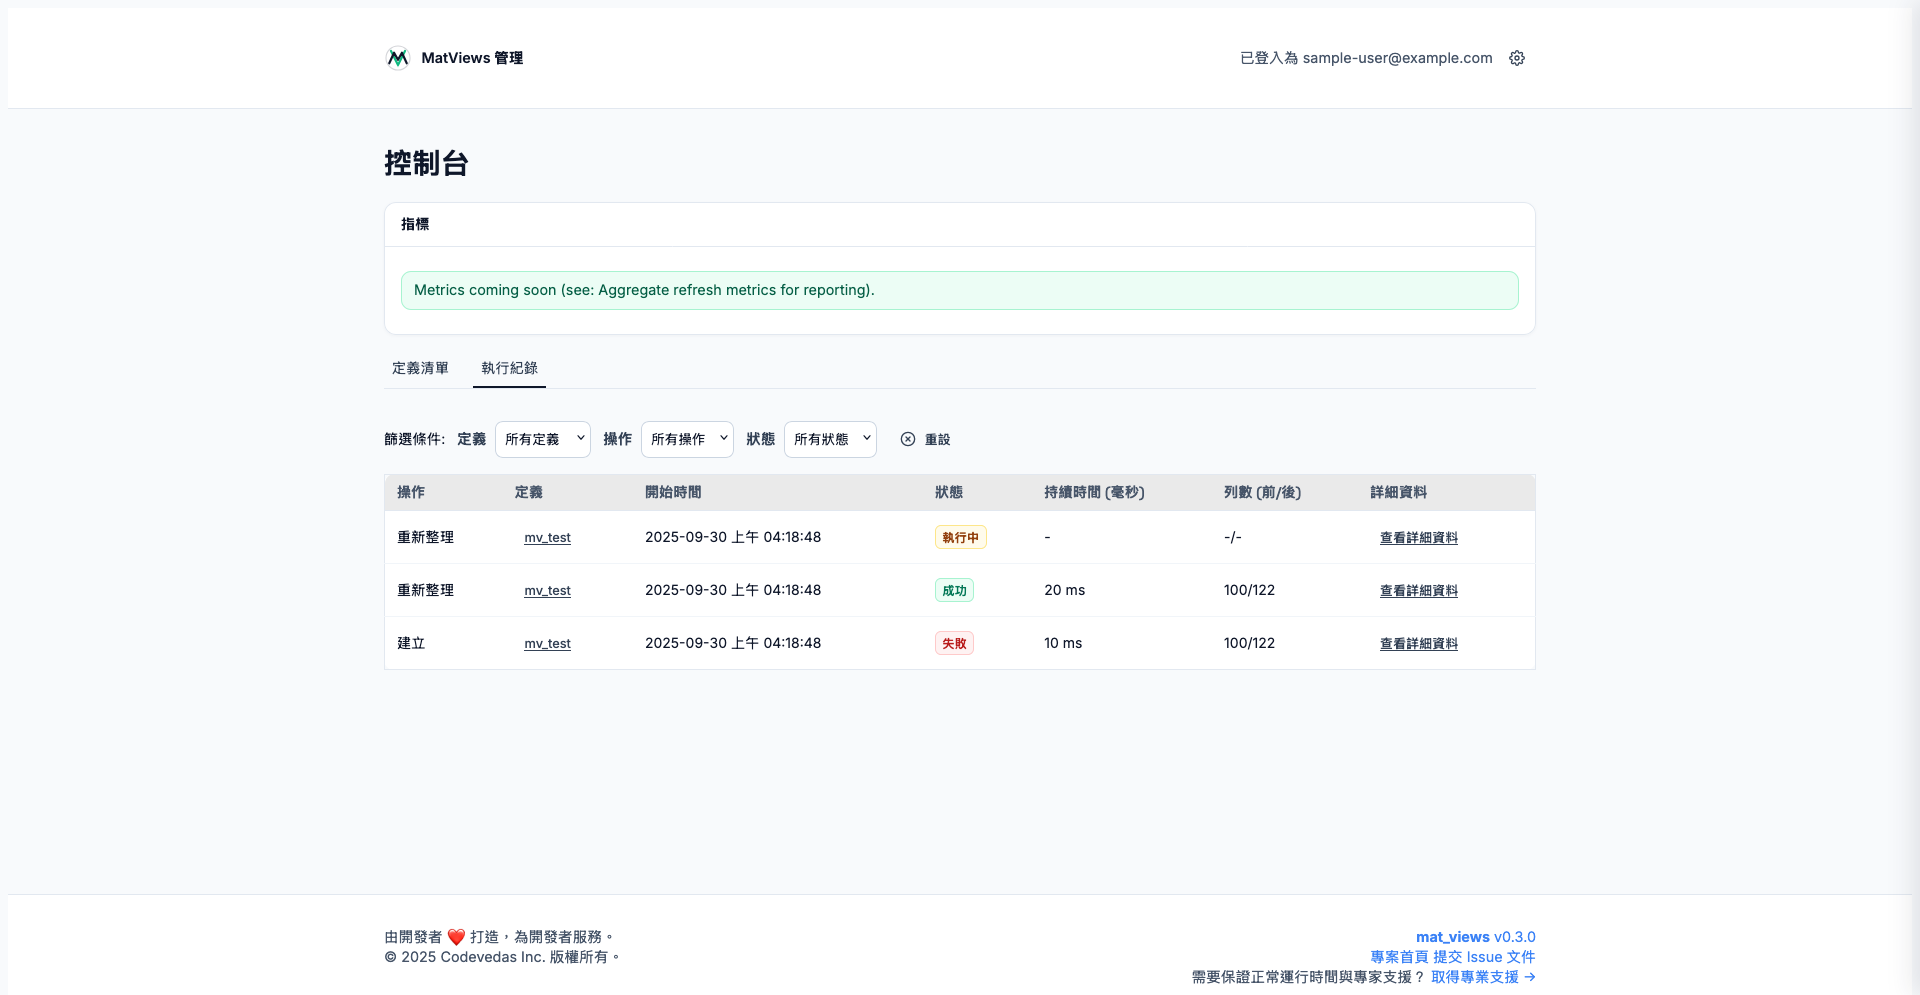 MatViews 管理
已登入為 sample-user@example.com
控制台
指標
Metrics coming soon (see: Aggregate refresh metrics for reporting).
定義清單 執行紀錄
篩選條件: 定義 所有定義 操作 所有操作 狀態 所有狀態 重設
操作 定義 開始時間 狀態 持續時間 (毫秒) 列數 (前/後) 詳細資料
重新整理 mv_test 2025-09-30 上午 04:18:48 執行中 - -/- 查看詳細資料
重新整理 mv_test 2025-09-30 上午 04:18:48 成功 20 ms 100/122 查看詳細資料
建立 mv_test 2025-09-30 上午 04:18:48 失敗 10 ms 100/122 查看詳細資料
由開發者 ❤️ 打造，為開發者服務。
© 2025 Codevedas Inc. 版權所有。
mat_views v0.3.0
專案首頁 提交 Issue 文件
需要保證正常運行時間與專家支援？ 取得專業支援 →